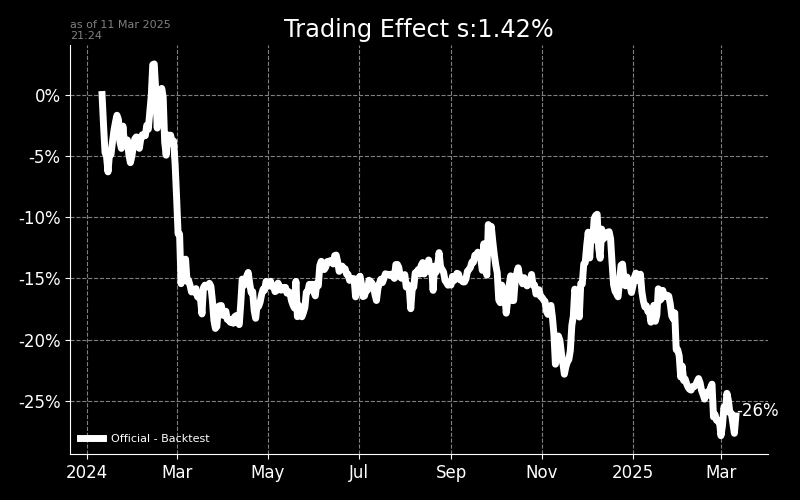 as of 11 Mar 2025
21:24
Trading Effect s:1.42%
0%
-5%
-10%
-15%
-20%
-25%
-26%
Official - Backtest
2024 Mar May Jul Sep Nov 2025 Mar